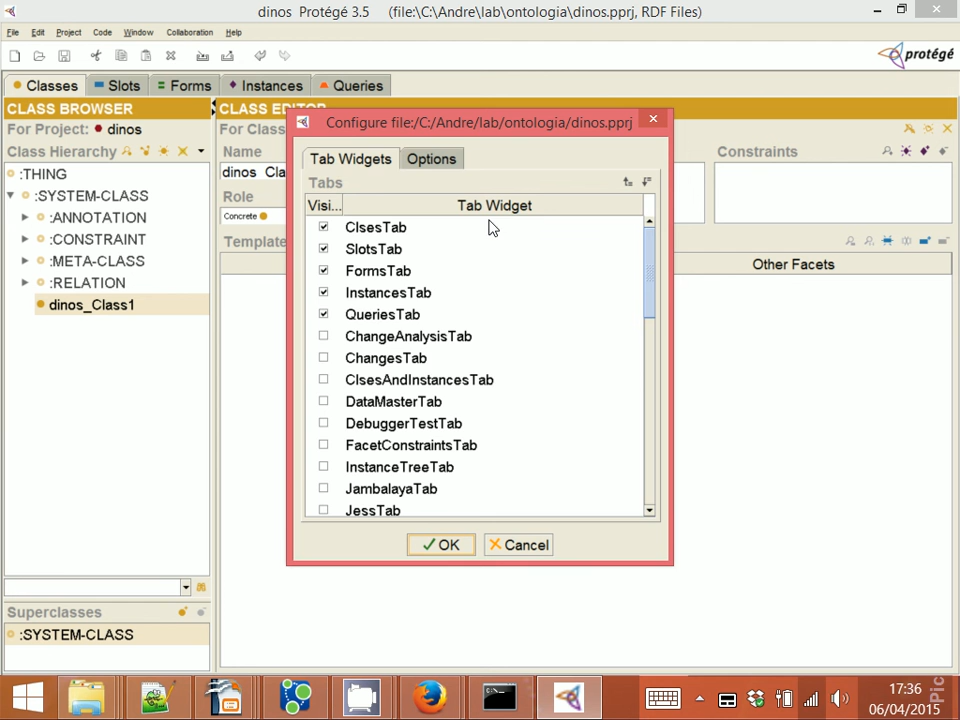 dinos Protégé 3.5 (file:\C:\Andre\lab\ontologia\dinos.pprj, RDF Files)
File Edit Project Code Window Collaboration Help
protégé
Classes Slots Forms Instances Queries
CLASS BROWSER
CLASS EDITOR
For Project: dinos
For Class
Class Hierarchy
Name
Constraints
:THING
dinos_Cla
:SYSTEM-CLASS
Role
:ANNOTATION
Concrete
:CONSTRAINT
Template
:META-CLASS
Other Facets
:RELATION
dinos_Class1
Configure file:/C:/Andre/lab/ontologia/dinos.pprj
Tab Widgets Options
Tabs
Visi... Tab Widget
ClsesTab
SlotsTab
FormsTab
InstancesTab
QueriesTab
ChangeAnalysisTab
ChangesTab
ClsesAndInstancesTab
DataMasterTab
DebuggerTestTab
FacetConstraintsTab
InstanceTreeTab
JambalayaTab
JessTab
OK Cancel
Superclasses
:SYSTEM-CLASS
17:36
06/04/2015
Pic